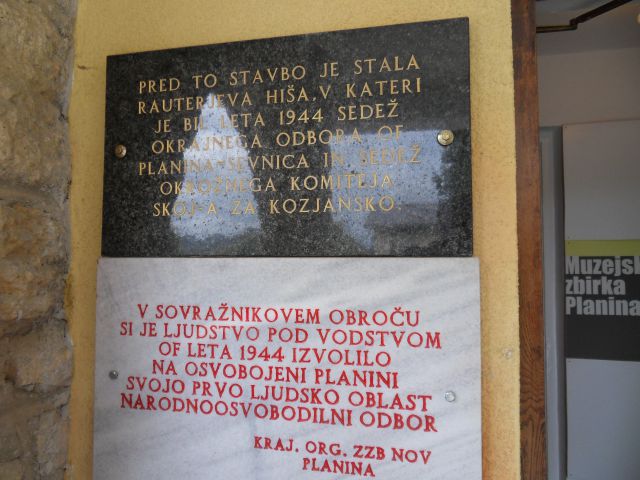 PRED TO STAVBO JE STALA
RAUTERJEVA HIŠA, V KATERI
JE BIL LETA 1944 SEDEŽ
OKRAJNEGA ODBORA OF
PLANINA-SEVNICA IN SEDEŽ
OKROŽNEGA KOMITEJA
SKOJ-A ZA KOZJANSKO.
V SOVRAŽNIKOVEM OBROČU
SI JE LJUDSTVO POD VODSTVOM
OF LETA 1944 IZVOLILO
NA OSVOBOJENI PLANINI
SVOJO PRVO LJUDSKO OBLAST
NARODNOOSVOBODILNI ODBOR
KRAJ. ORG. ZZB NOV
PLANINA
Muzejsk
zbirka
Planina